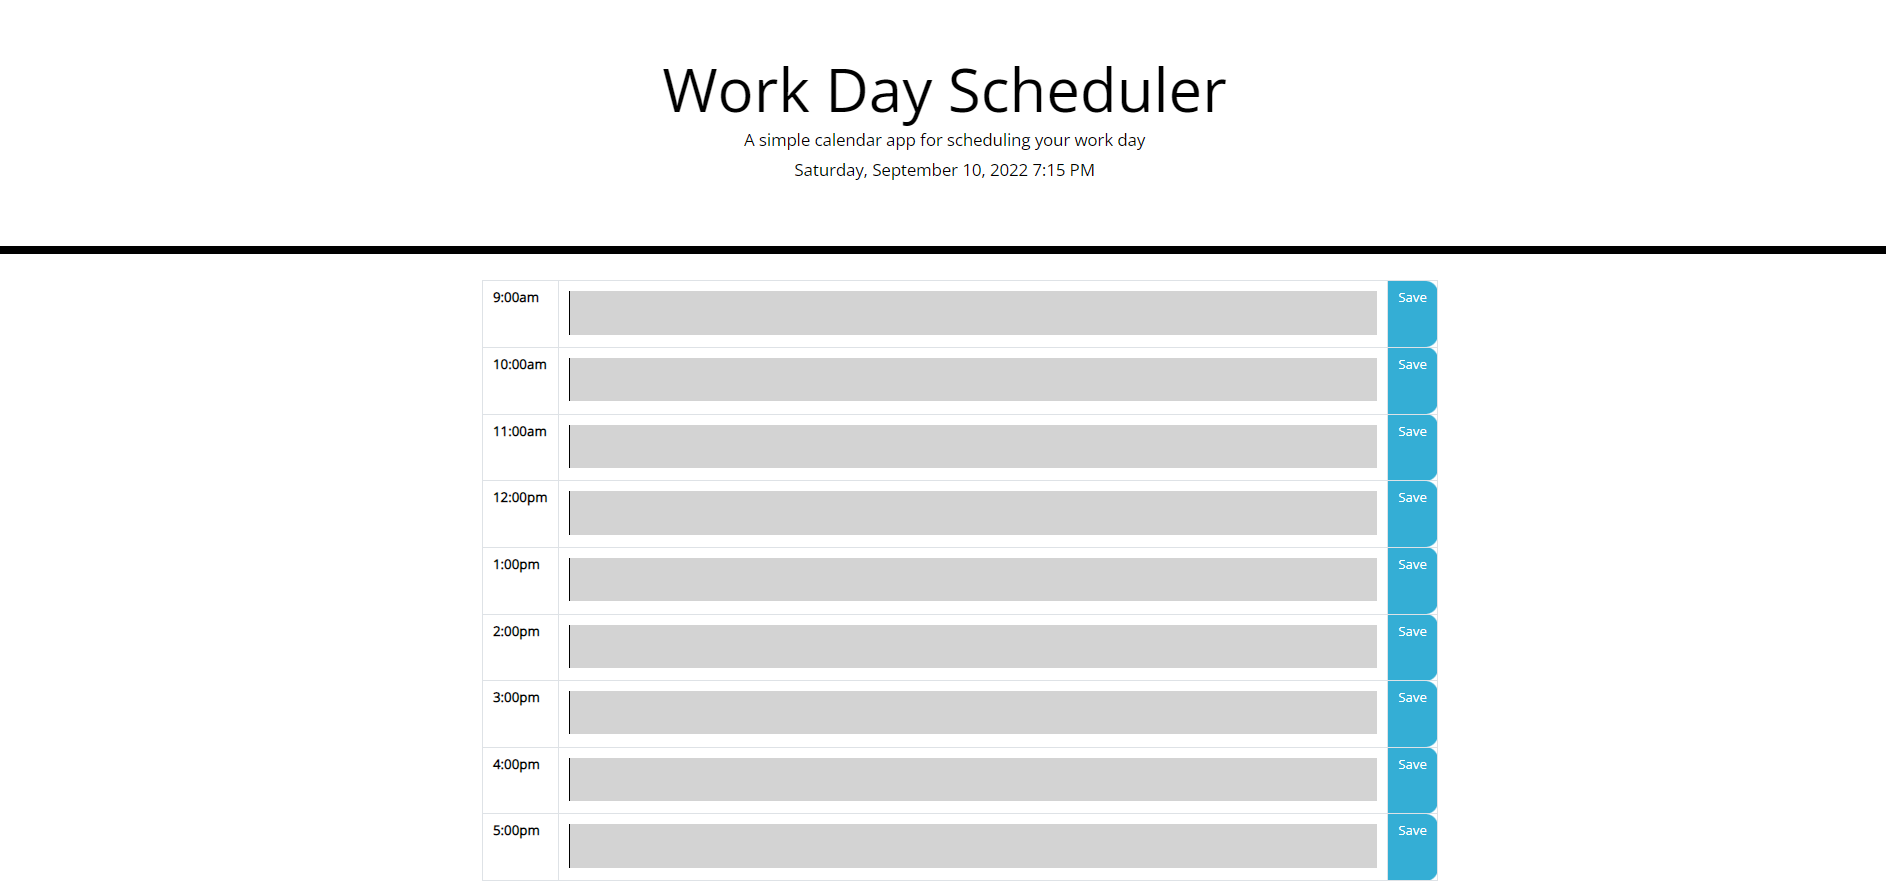 Work Day Scheduler
A simple calendar app for scheduling your work day
Saturday, September 10, 2022 7:15 PM
9:00am Save
10:00am Save
11:00am Save
12:00pm Save
1:00pm Save
2:00pm Save
3:00pm Save
4:00pm Save
5:00pm Save